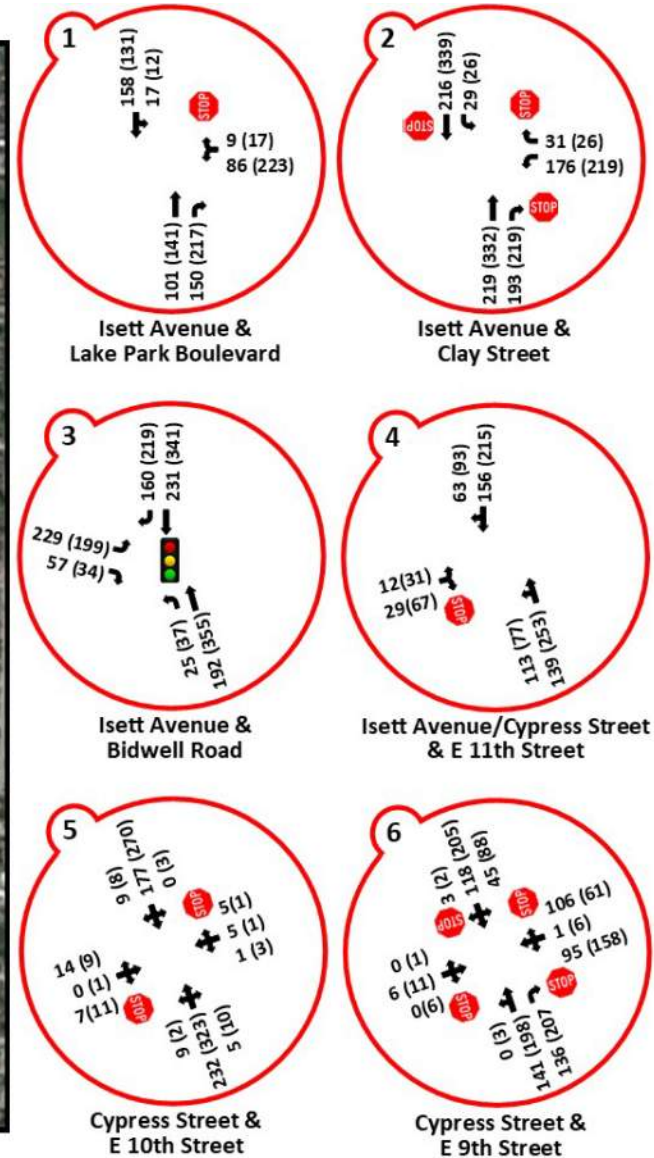 1
158 (131)
17 (12)
STOP
9 (17)
86 (223)
101 (141)
150 (217)
Isett Avenue &
Lake Park Boulevard
2
216 (339)
29 (26)
STOP
STOP
31 (26)
176 (219)
STOP
219 (332)
193 (219)
Isett Avenue &
Clay Street
3
160 (219)
231 (341)
229 (199)
57 (34)
25 (37)
192 (355)
Isett Avenue &
Bidwell Road
4
63 (93)
156 (215)
12(31)
29(67)
STOP
113 (77)
139 (253)
Isett Avenue/Cypress Street
& E 11th Street
5
9 (8)
177 (270)
0 (3)
STOP
5(1)
5 (1)
1 (3)
14 (9)
0 (1)
7(11)
STOP
9 (2)
232 (323)
5 (10)
Cypress Street &
E 10th Street
6
3 (2)
118 (205)
45 (88)
STOP
STOP
106 (61)
1 (6)
95 (158)
0 (1)
6 (11)
0(6)
STOP
STOP
0 (3)
141 (198)
136 (207
Cypress Street &
E 9th Street